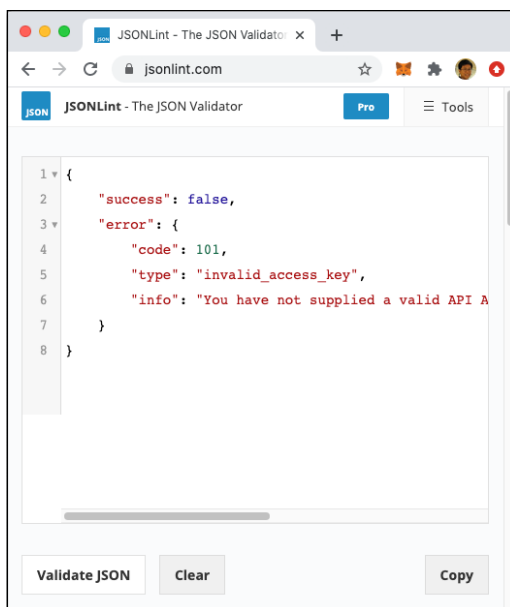 JSON JSONLint - The JSON Validato
jsonlint.com
JSON JSONLint - The JSON Validator Pro Tools
1 {
2 "success": false,
3 "error": {
4 "code": 101,
5 "type": "invalid_access_key",
6 "info": "You have not supplied a valid API A
7 }
8 }
Validate JSON Clear Copy